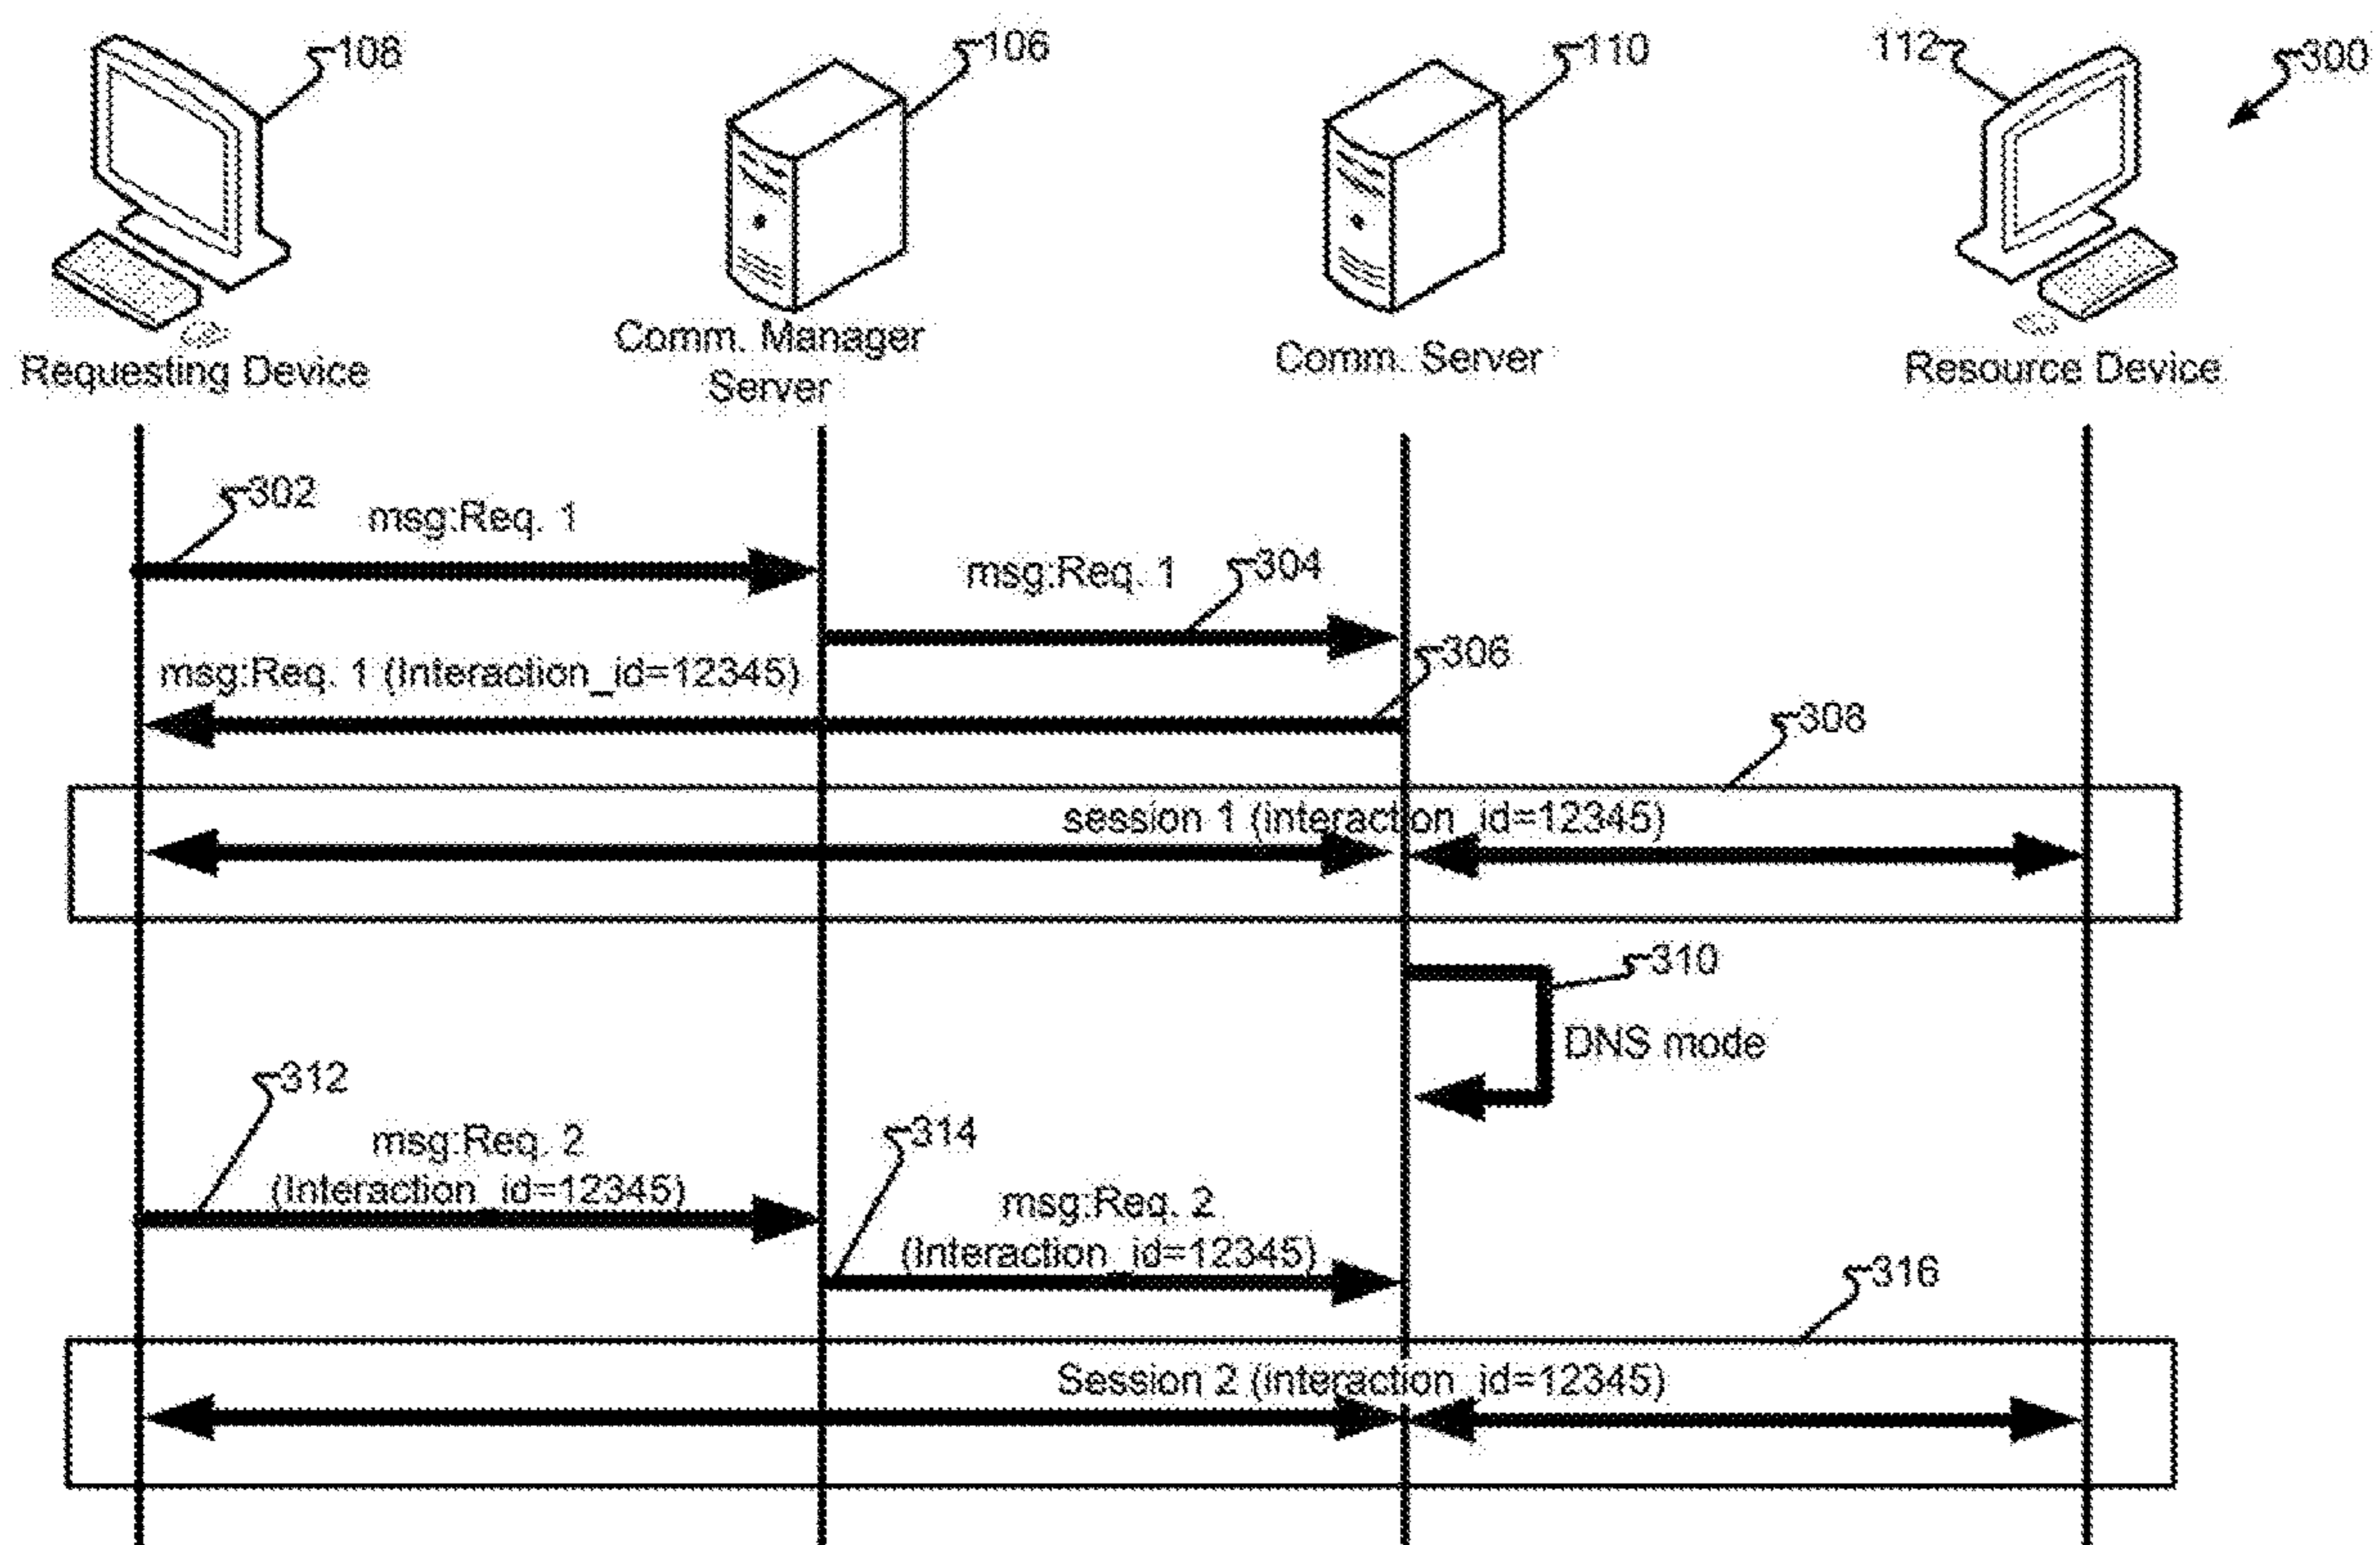 108
106
110
112
300
Requesting Device
Comm. Manager
Server
Comm. Server
Resource Device
302
msg:Req. 1
msg:Req. 1
304
msg:Req. 1 (Interaction_id=12345)
306
308
session 1 (interaction_id=12345)
310
DNS mode
312
msg:Req. 2
(Interaction_id=12345)
314
msg:Req. 2
(Interaction_id=12345)
316
Session 2 (interaction_id=12345)